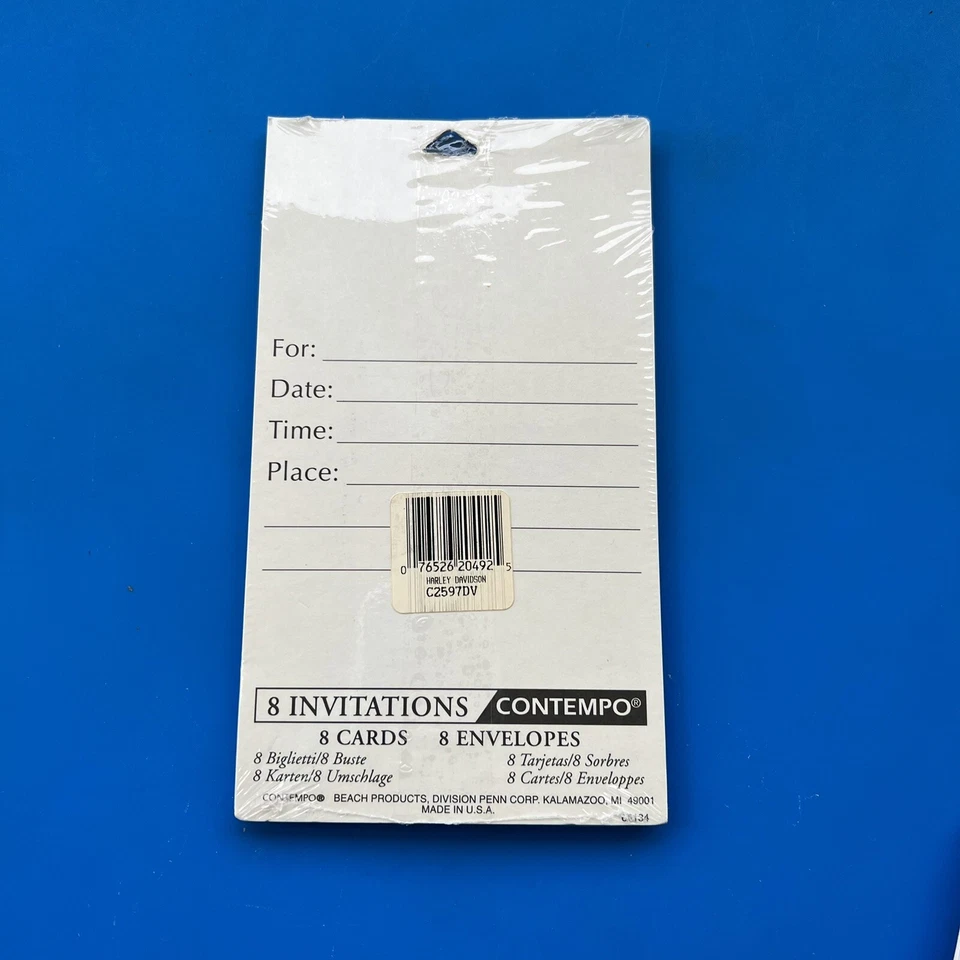 For:
Date:
Time:
Place:
0 76526 20492 5
HARLEY DAVIDSON
C2597DV
8 INVITATIONS CONTEMPO®
8 CARDS 8 ENVELOPES
8 Biglietti/8 Buste 8 Tarjetas/8 Sorbres
8 Karten/8 Umschlage 8 Cartes/8 Enveloppes
CONTEMPO® BEACH PRODUCTS, DIVISION PENN CORP. KALAMAZOO, MI 49001
MADE IN U.S.A.